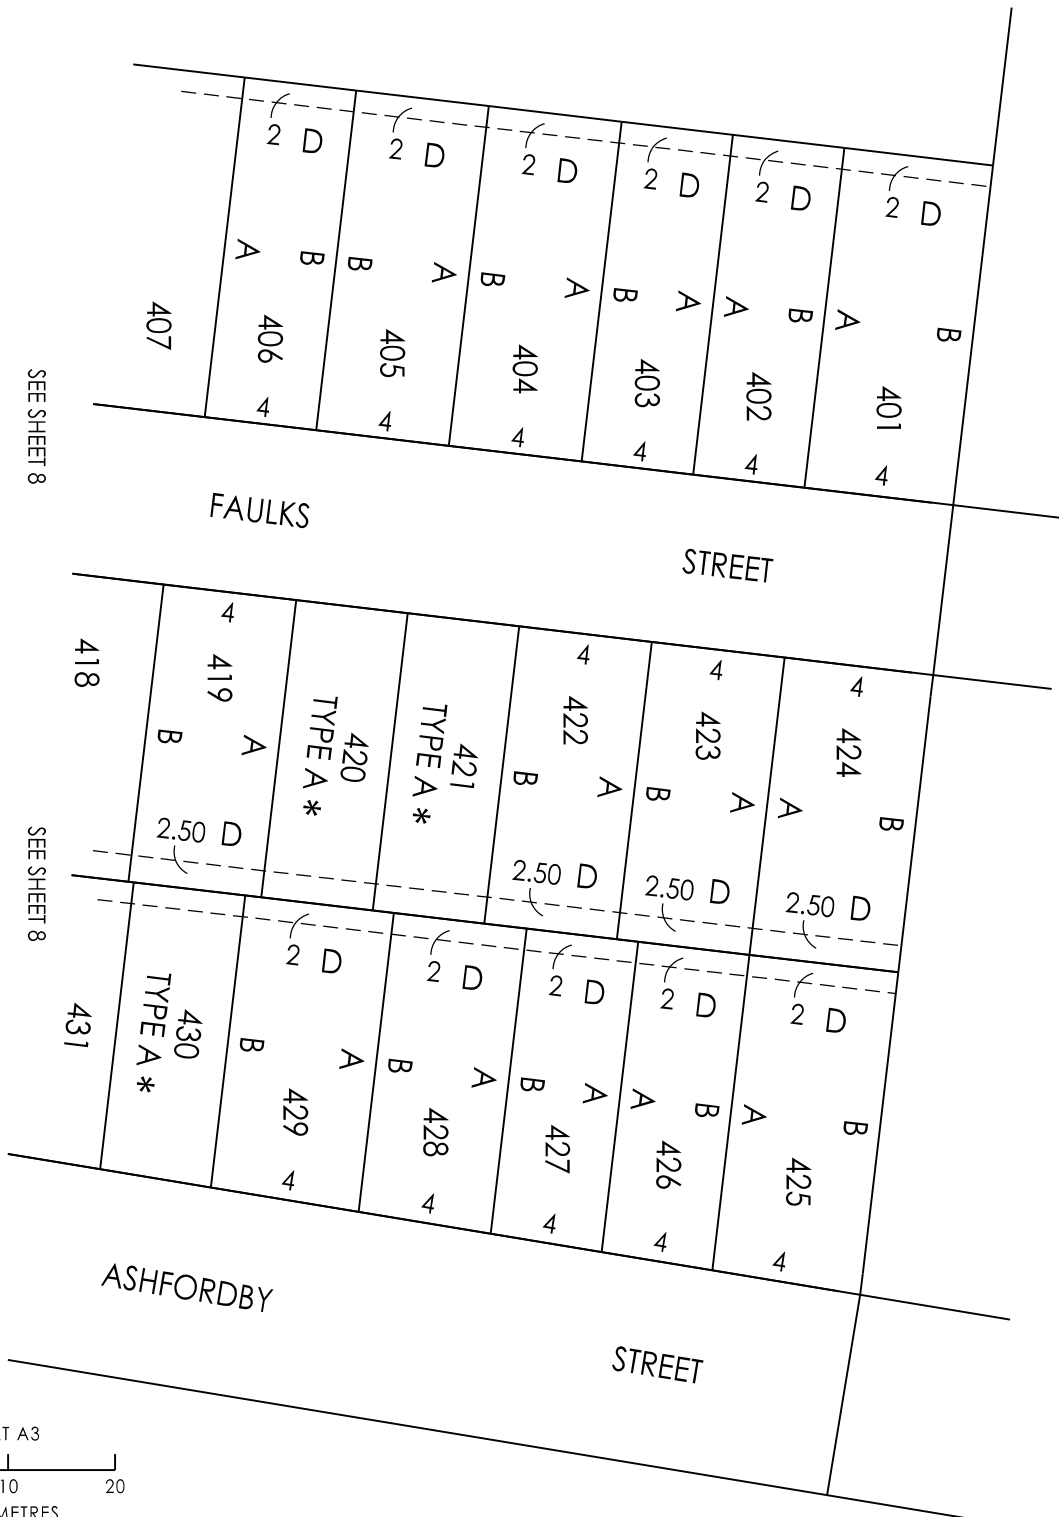 2 D
2 D
2 D
2 D
2 D
2 D
A B
B A
B A
B A
A B
A B
407
406
405
404
403
402
401
4
4
4
4
4
4
SEE SHEET 8
FAULKS STREET
4
4
4
4
418
419
420
TYPE A *
421
TYPE A *
422
423
424
B A
B A
B A
A B
2.50 D
2.50 D
2.50 D
2.50 D
SEE SHEET 8
2 D
2 D
2 D
2 D
2 D
431
430
TYPE A *
B A
B A
B A
A B
A B
429
428
427
426
425
4
4
4
4
4
ASHFORDBY STREET
T A3
10 20
METRES